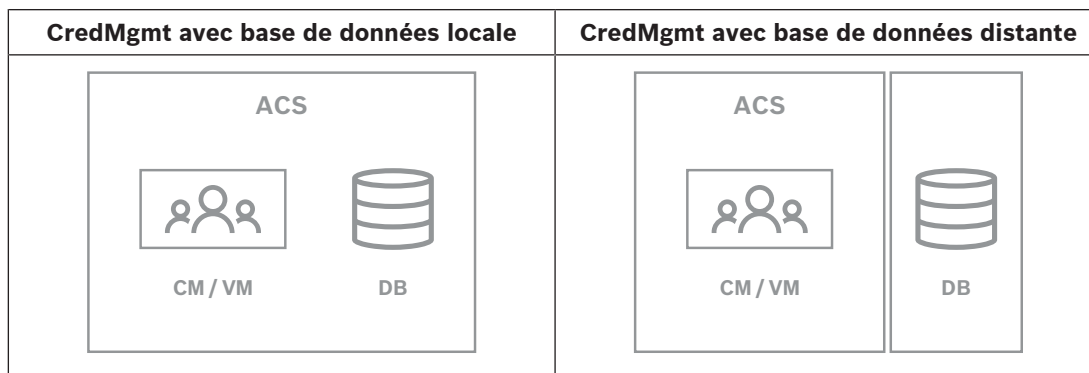 CredMgmt avec base de données locale
CredMgmt avec base de données distante
ACS
CM / VM
DB
ACS
CM / VM
DB